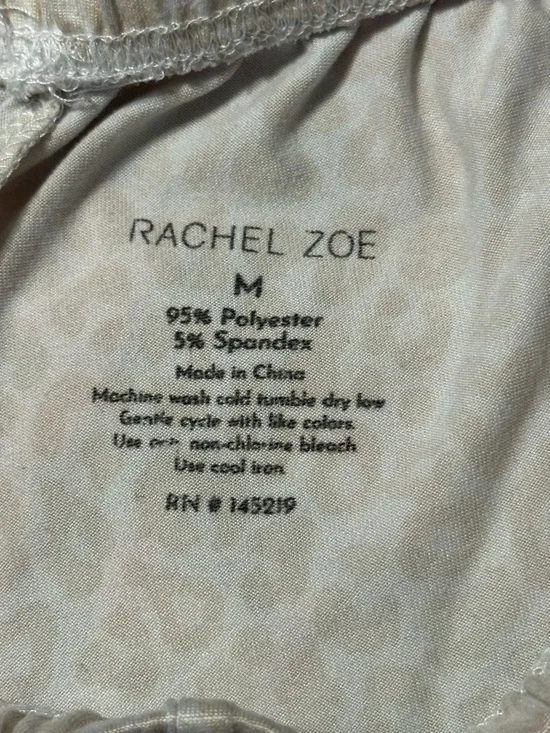 RACHEL ZOE
M
95% Polyester
5% Spandex
Made in China
Machine wash cold tumble dry low
Gentle cycle with like colors.
Use only non-chlorine bleach
Use cool iron
RN # 145219